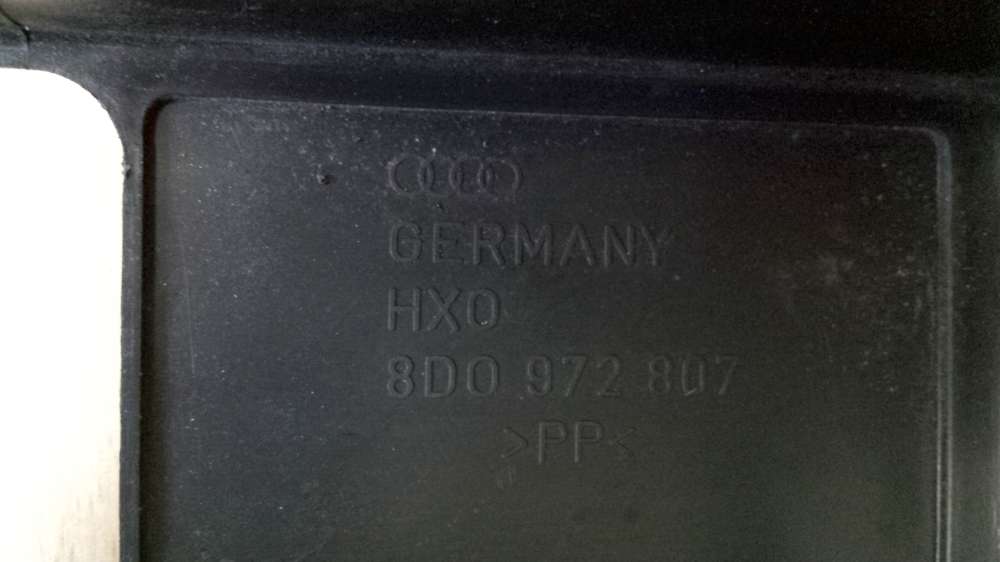 GERMANY
HXO
8D0 972 807
>PP<